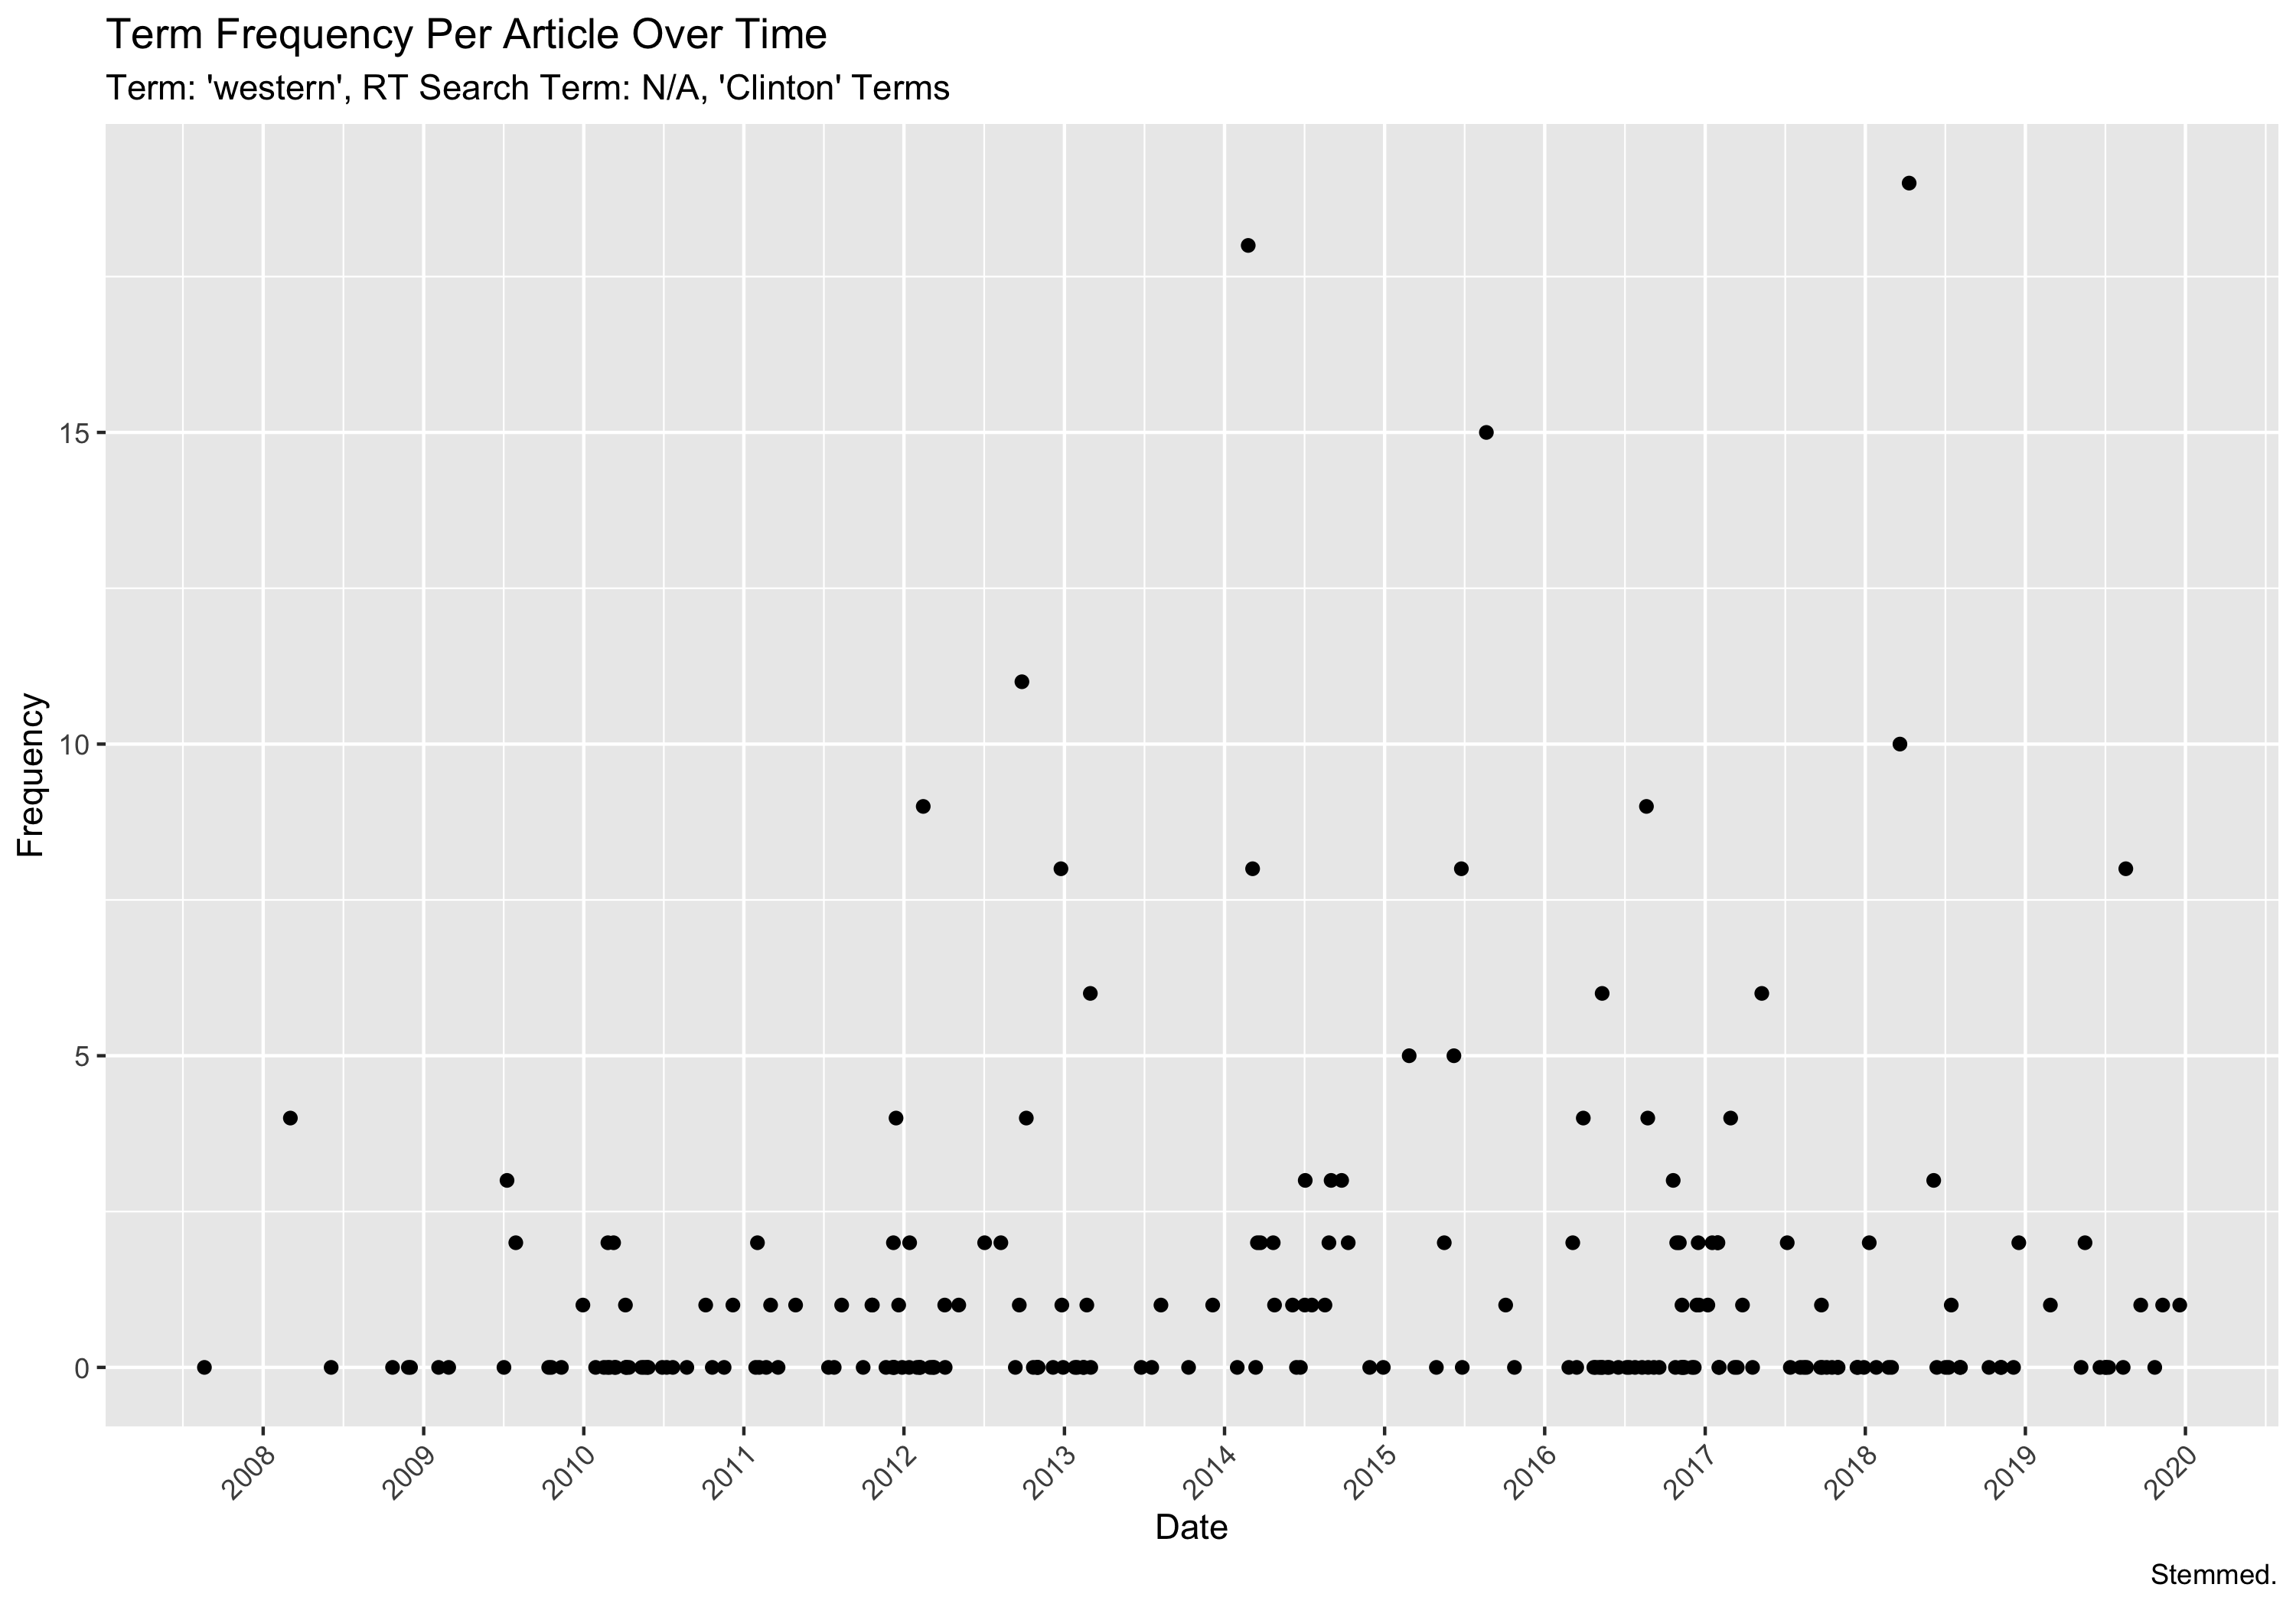 Term Frequency Per Article Over Time
Term: 'western', RT Search Term: N/A, 'Clinton' Terms
Frequency
15
10
5
0
2008 2009 2010 2011 2012 2013 2014 2015 2016 2017 2018 2019 2020
Date
Stemmed.